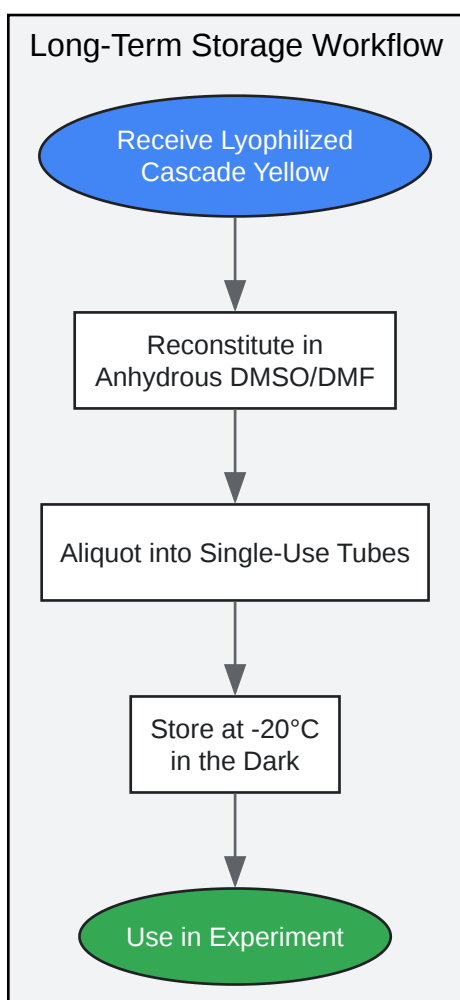 Long-Term Storage Workflow
Receive Lyophilized
Cascade Yellow
Reconstitute in
Anhydrous DMSO/DMF
Aliquot into Single-Use Tubes
Store at -20°C
in the Dark
Use in Experiment